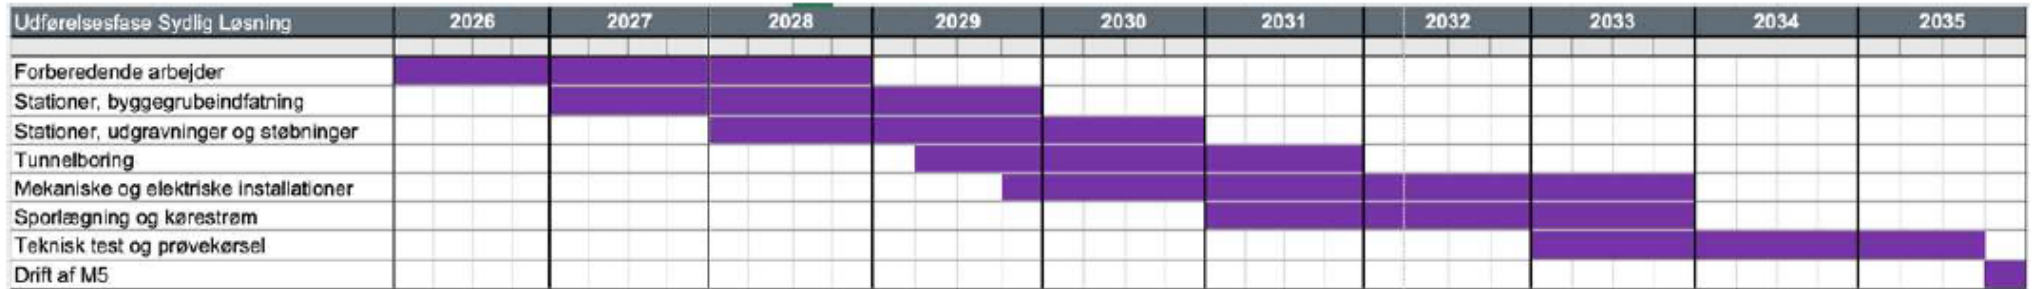 Udførelsesfase Sydlig Løsning 2026 2027 2028 2029 2030 2031 2032 2033 2034 2035
Forberedende arbejder
Stationer, byggegrubeindfatning
Stationer, udgravninger og støbninger
Tunnelboring
Mekaniske og elektriske installationer
Sporlægning og kørestrøm
Teknisk test og prøvekørsel
Drift af M5